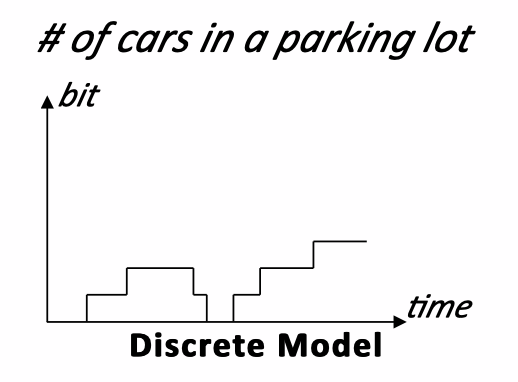 # of cars in a parking lot
bit
time
Discrete Model